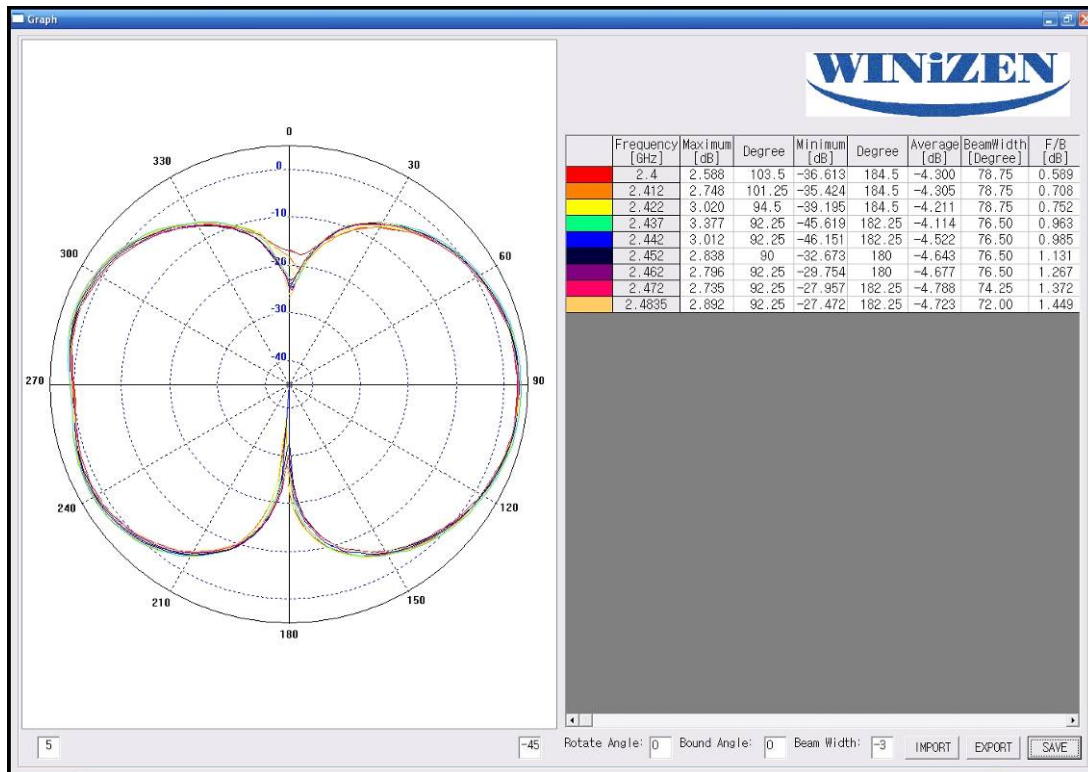 Graph
WINiZEN
0
330
30
0
-10
300
60
-20
-30
-40
270
90
240
120
210
150
180
Frequency [GHz] Maximum [dB] Degree Minimum [dB] Degree Average [dB] BeamWidth [Degree] F/B [dB]
2.4 2.588 103.5 -36.613 184.5 -4.300 78.75 0.589
2.412 2.748 101.25 -35.424 184.5 -4.305 78.75 0.708
2.422 3.020 94.5 -39.195 184.5 -4.211 78.75 0.752
2.437 3.377 92.25 -45.619 182.25 -4.114 76.50 0.963
2.442 3.012 92.25 -46.151 182.25 -4.522 76.50 0.985
2.452 2.838 90 -32.673 180 -4.643 76.50 1.131
2.462 2.796 92.25 -29.754 180 -4.677 76.50 1.267
2.472 2.735 92.25 -27.957 182.25 -4.788 74.25 1.372
2.4835 2.892 92.25 -27.472 182.25 -4.723 72.00 1.449
5 -45 Rotate Angle: 0 Bound Angle: 0 Beam Width: -3 IMPORT EXPORT SAVE